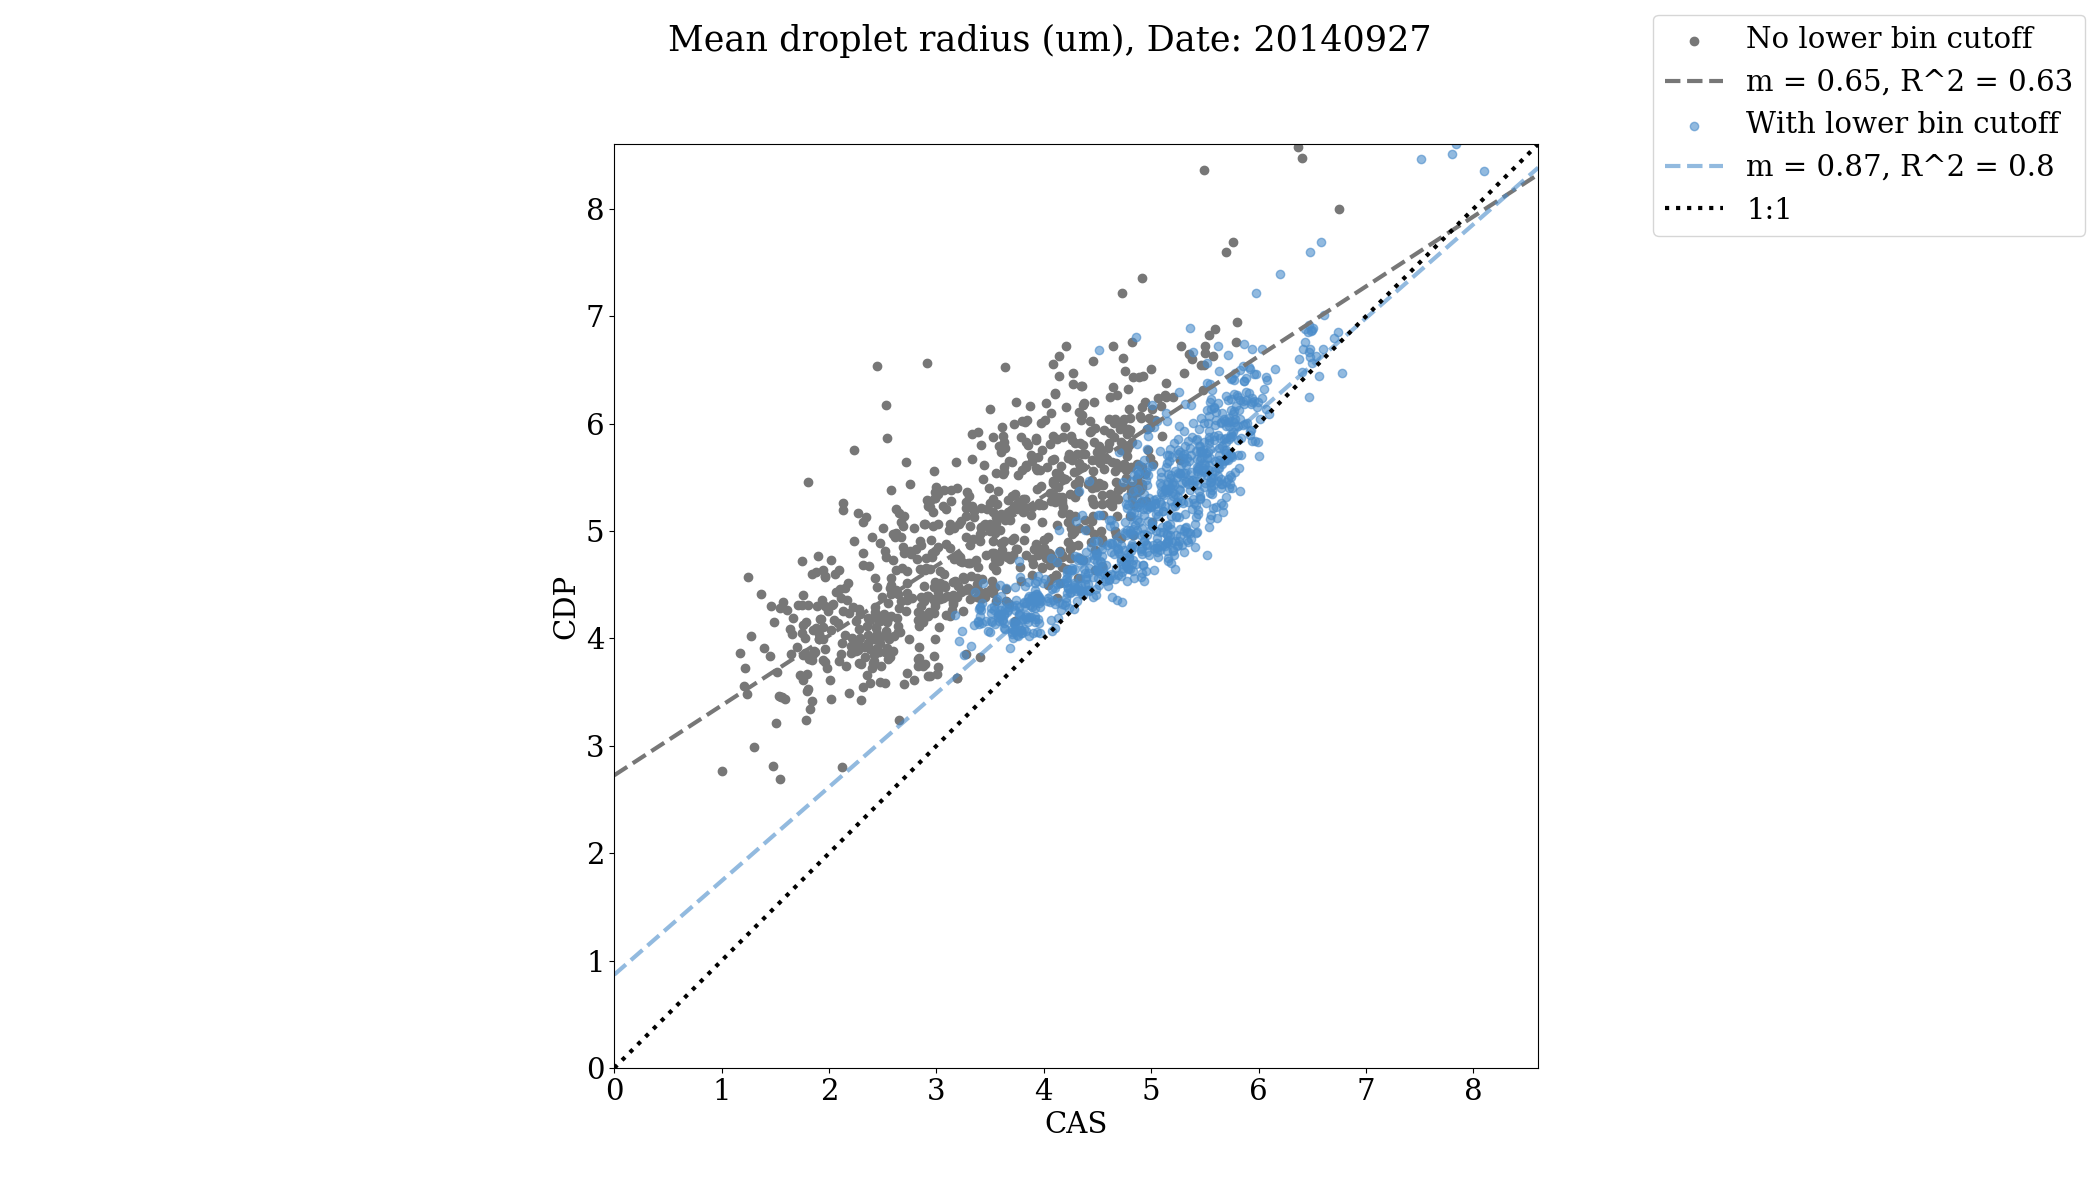 Mean droplet radius (um), Date: 20140927
No lower bin cutoff
m = 0.65, R^2 = 0.63
With lower bin cutoff
m = 0.87, R^2 = 0.8
1:1
8
7
6
5
4
3
2
1
0
CDP
0 1 2 3 4 5 6 7 8
CAS